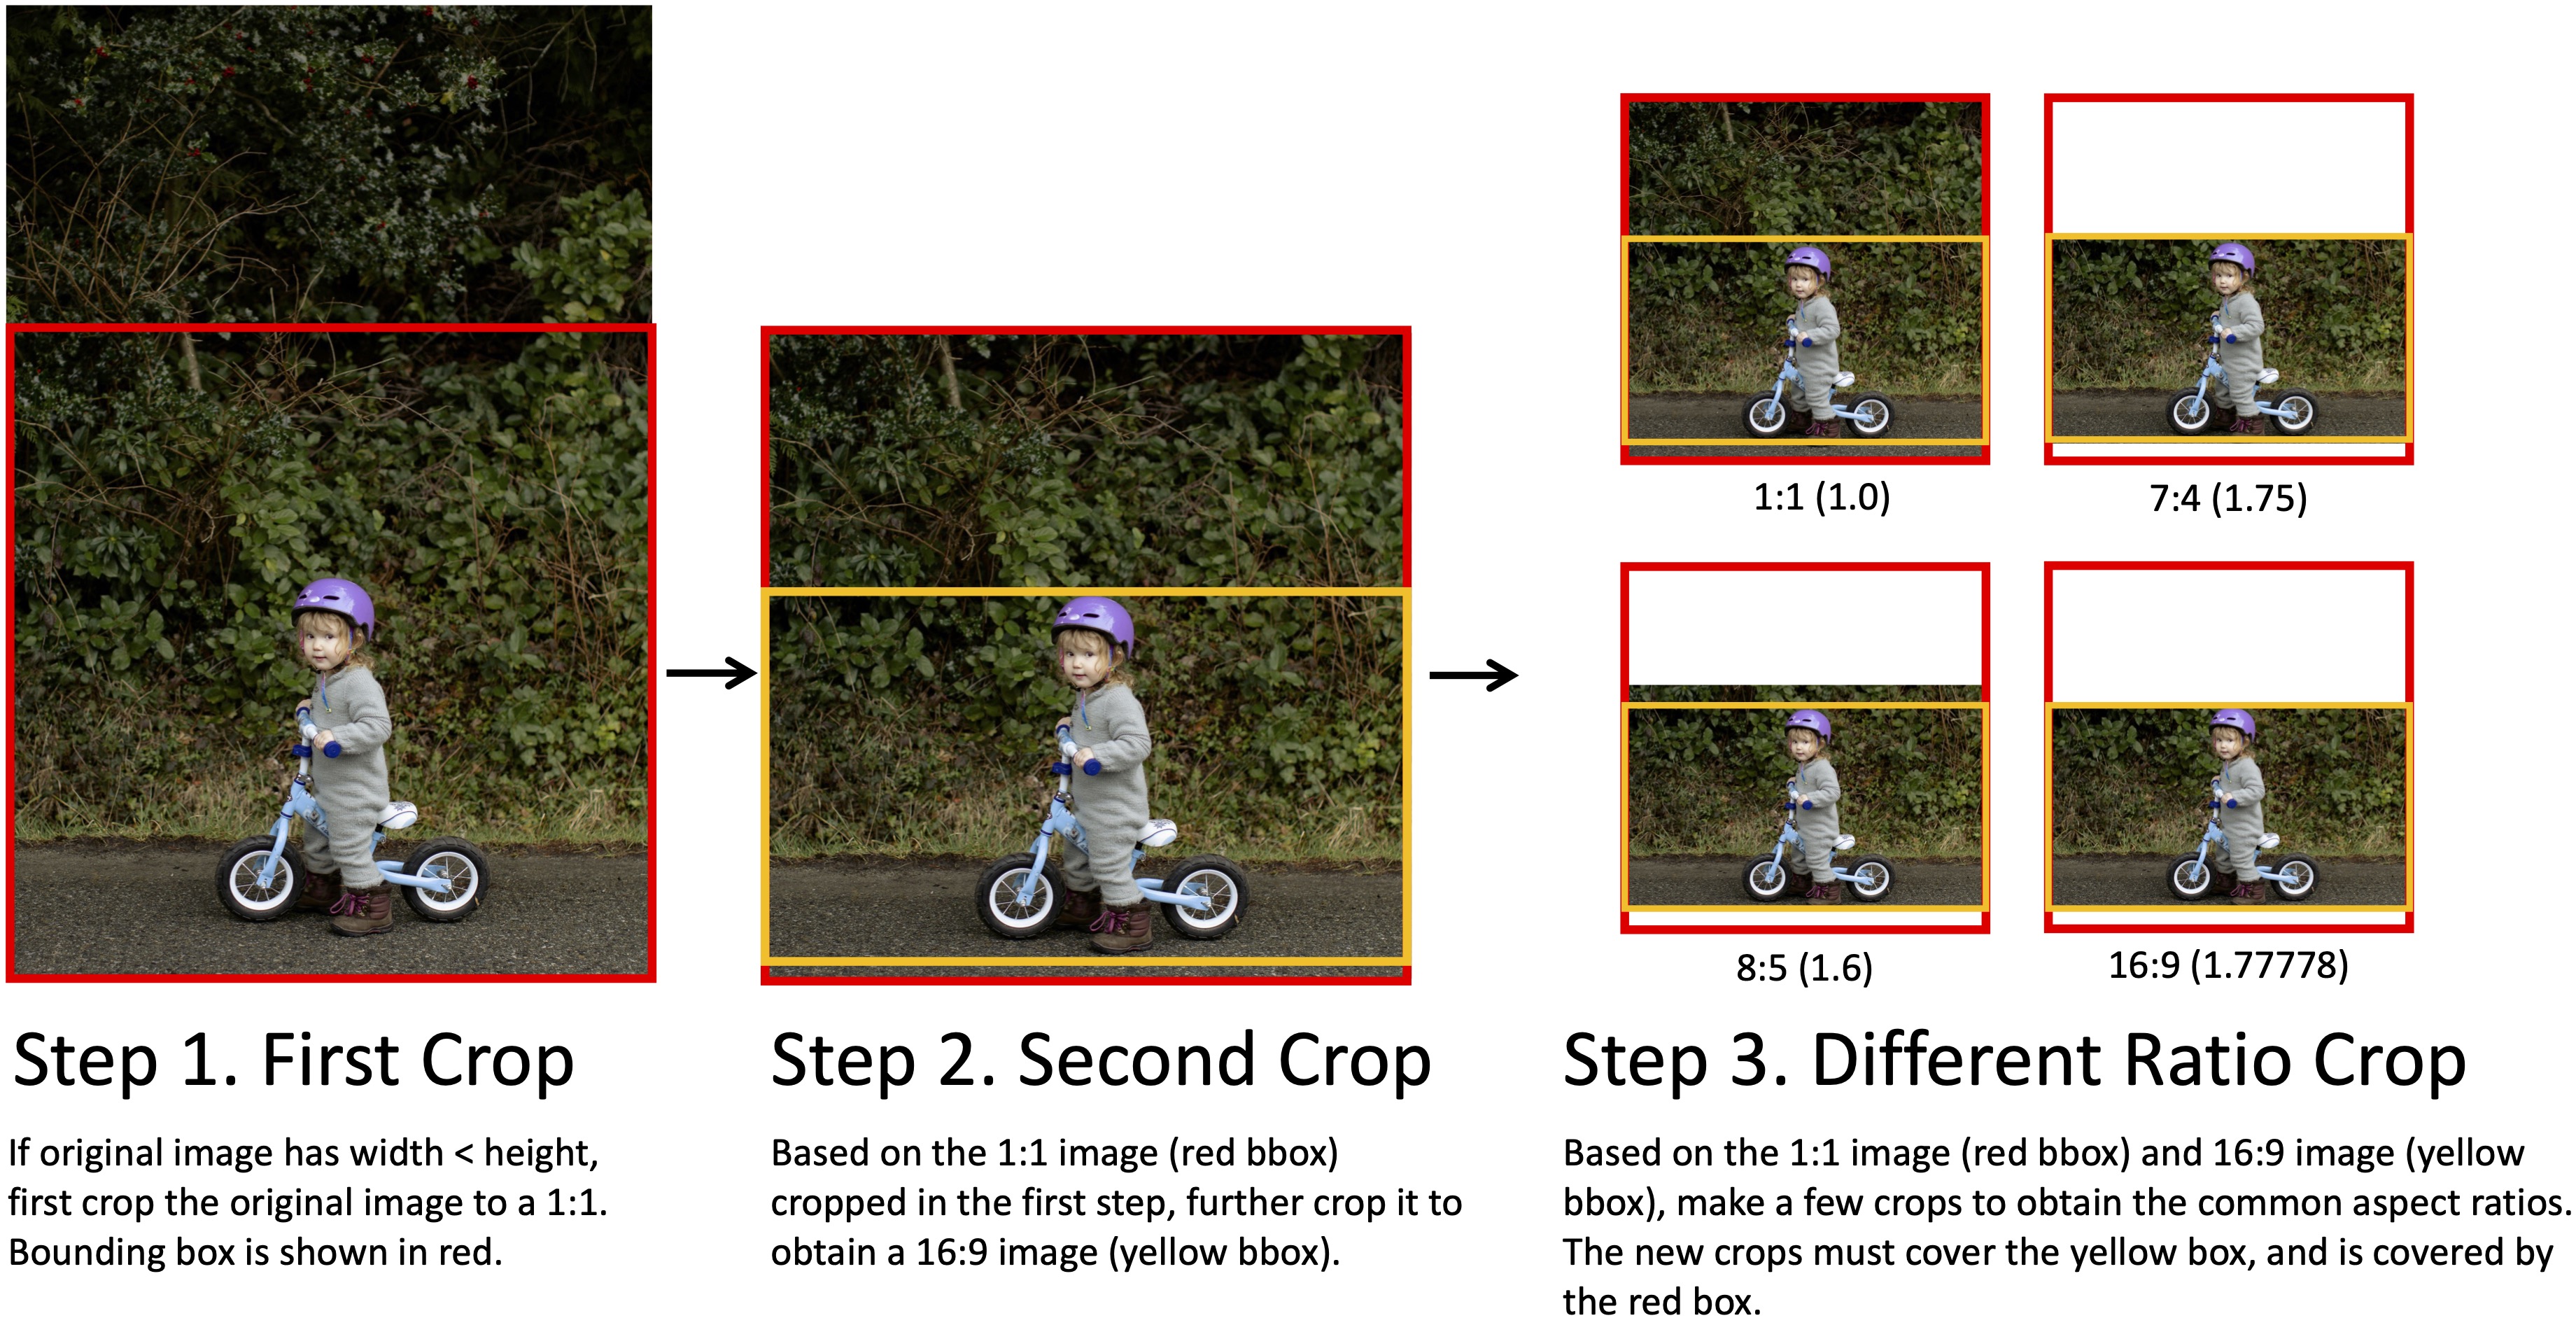 1:1 (1.0)
7:4 (1.75)
8:5 (1.6)
16:9 (1.77778)
Step 1. First Crop
If original image has width < height,
first crop the original image to a 1:1.
Bounding box is shown in red.
Step 2. Second Crop
Based on the 1:1 image (red bbox)
cropped in the first step, further crop it to
obtain a 16:9 image (yellow bbox).
Step 3. Different Ratio Crop
Based on the 1:1 image (red bbox) and 16:9 image (yellow
bbox), make a few crops to obtain the common aspect ratios.
The new crops must cover the yellow box, and is covered by
the red box.